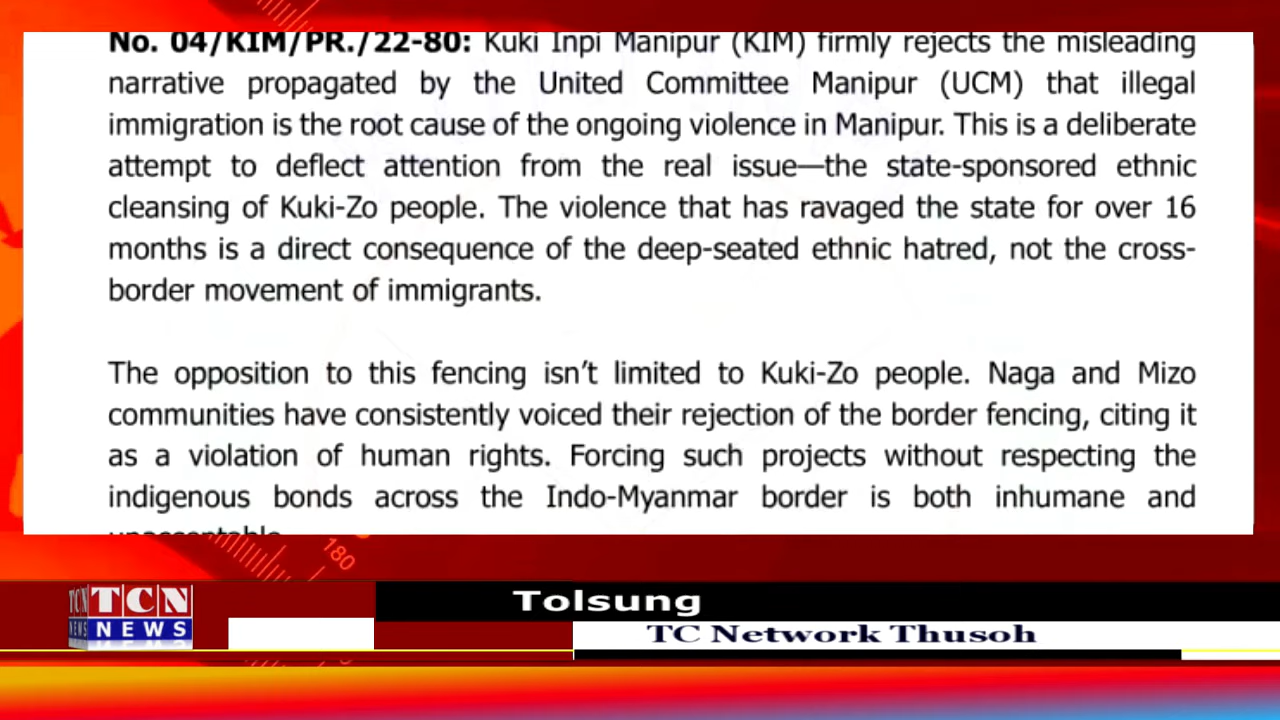 No. 04/KIM/PR./22-80: Kuki Inpi Manipur (KIM) firmly rejects the misleading
narrative propagated by the United Committee Manipur (UCM) that illegal
immigration is the root cause of the ongoing violence in Manipur. This is a deliberate
attempt to deflect attention from the real issue—the state-sponsored ethnic
cleansing of Kuki-Zo people. The violence that has ravaged the state for over 16
months is a direct consequence of the deep-seated ethnic hatred, not the cross-
border movement of immigrants.
The opposition to this fencing isn't limited to Kuki-Zo people. Naga and Mizo
communities have consistently voiced their rejection of the border fencing, citing it
as a violation of human rights. Forcing such projects without respecting the
indigenous bonds across the Indo-Myanmar border is both inhumane and
180
TCN
NEWS
Tolsung
TC Network Thusoh